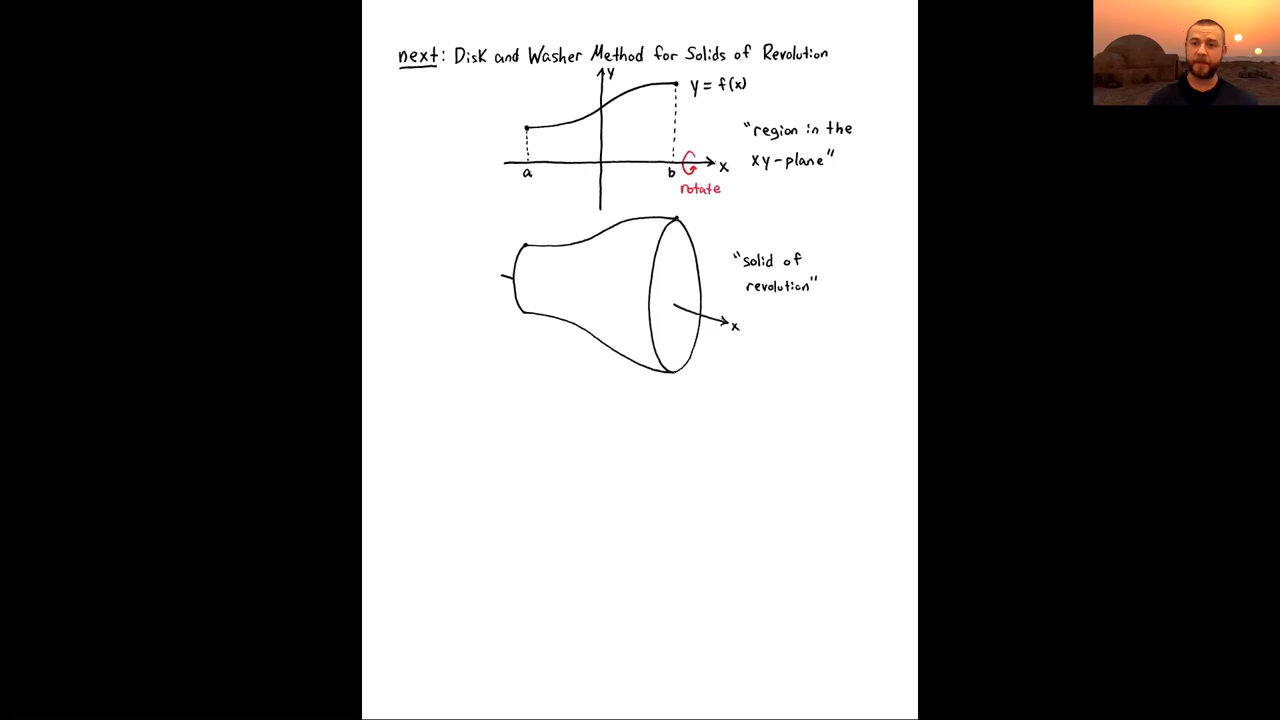 next: Disk and Washer Method for Solids of Revolution
y
y = f(x)
"region in the
xy-plane"
a
b
x
rotate
"solid of
revolution"
x